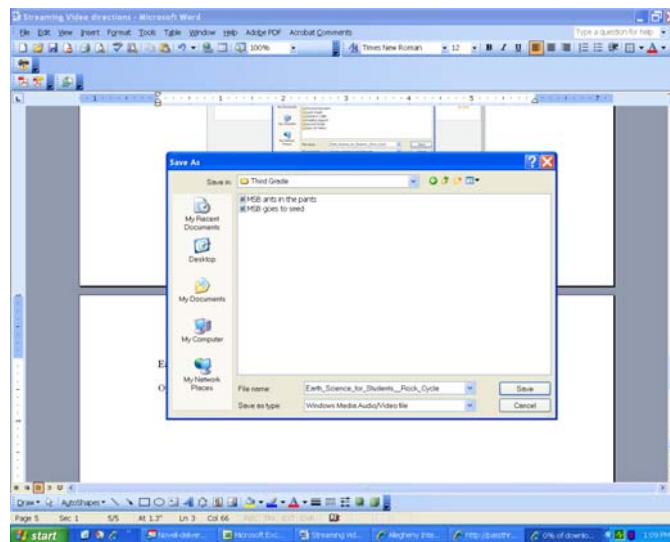 Streaming Video directions - Microsoft Word
File Edit View Insert Format Tools Table Window Help Adobe PDF Acrobat Comments
Type a question for help
100% Times New Roman 12 B I U
Save As
Save in: Third Grade
MSB ants in the pants
MSB goes to seed
My Recent Documents
Desktop
My Documents
My Computer
My Network Places
File name: Earth_Science_for_Students__Rock_Cycle
Save
Save as type: Windows Media Audio/Video file
Cancel
Draw AutoShapes
Page 5 Sec 1 5/5 At 1.3" Ln 3 Col 66
start
Microsoft Exc...
Streaming Vid...
Allegheny Inte...
0% of downlo...